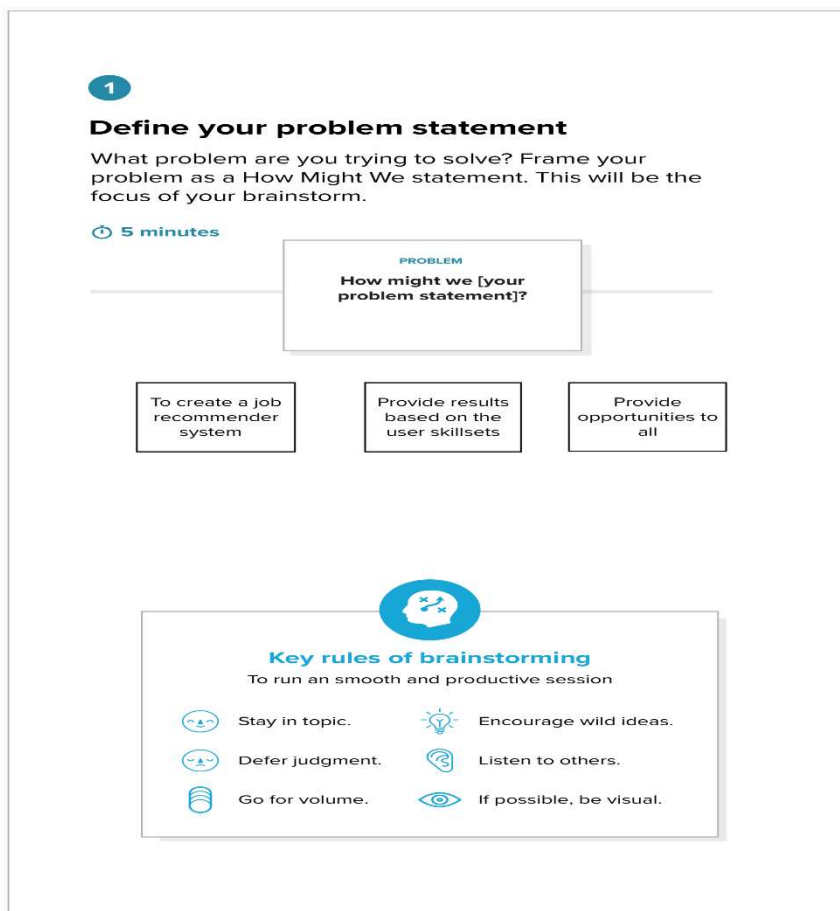 1
Define your problem statement
What problem are you trying to solve? Frame your
problem as a How Might We statement. This will be the
focus of your brainstorm.
5 minutes
PROBLEM
How might we [your
problem statement]?
To create a job
recommender
system
Provide results
based on the
user skillsets
Provide
opportunities to
all
Key rules of brainstorming
To run an smooth and productive session
Stay in topic.
Encourage wild ideas.
Defer judgment.
Listen to others.
Go for volume.
If possible, be visual.